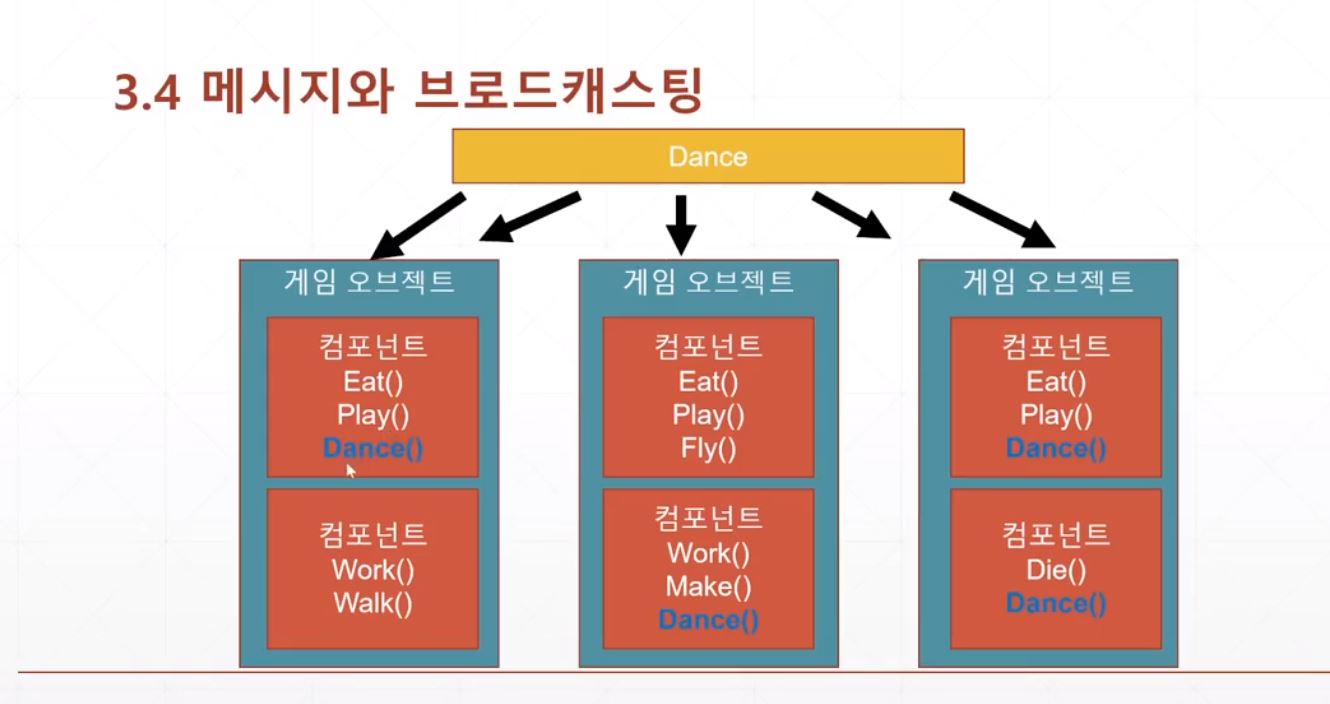 3.4 메시지와 브로드캐스팅
Dance
게임 오브젝트
컴포넌트
Eat()
Play()
Dance()
컴포넌트
Work()
Walk()
게임 오브젝트
컴포넌트
Eat()
Play()
Fly()
컴포넌트
Work()
Make()
Dance()
게임 오브젝트
컴포넌트
Eat()
Play()
Dance()
컴포넌트
Die()
Dance()